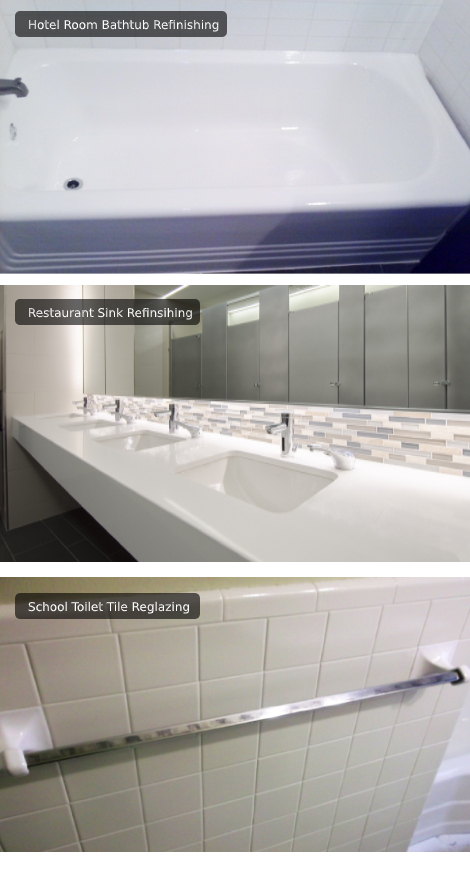 Hotel Room Bathtub Refinishing
Restaurant Sink Refinsihing
School Toilet Tile Reglazing